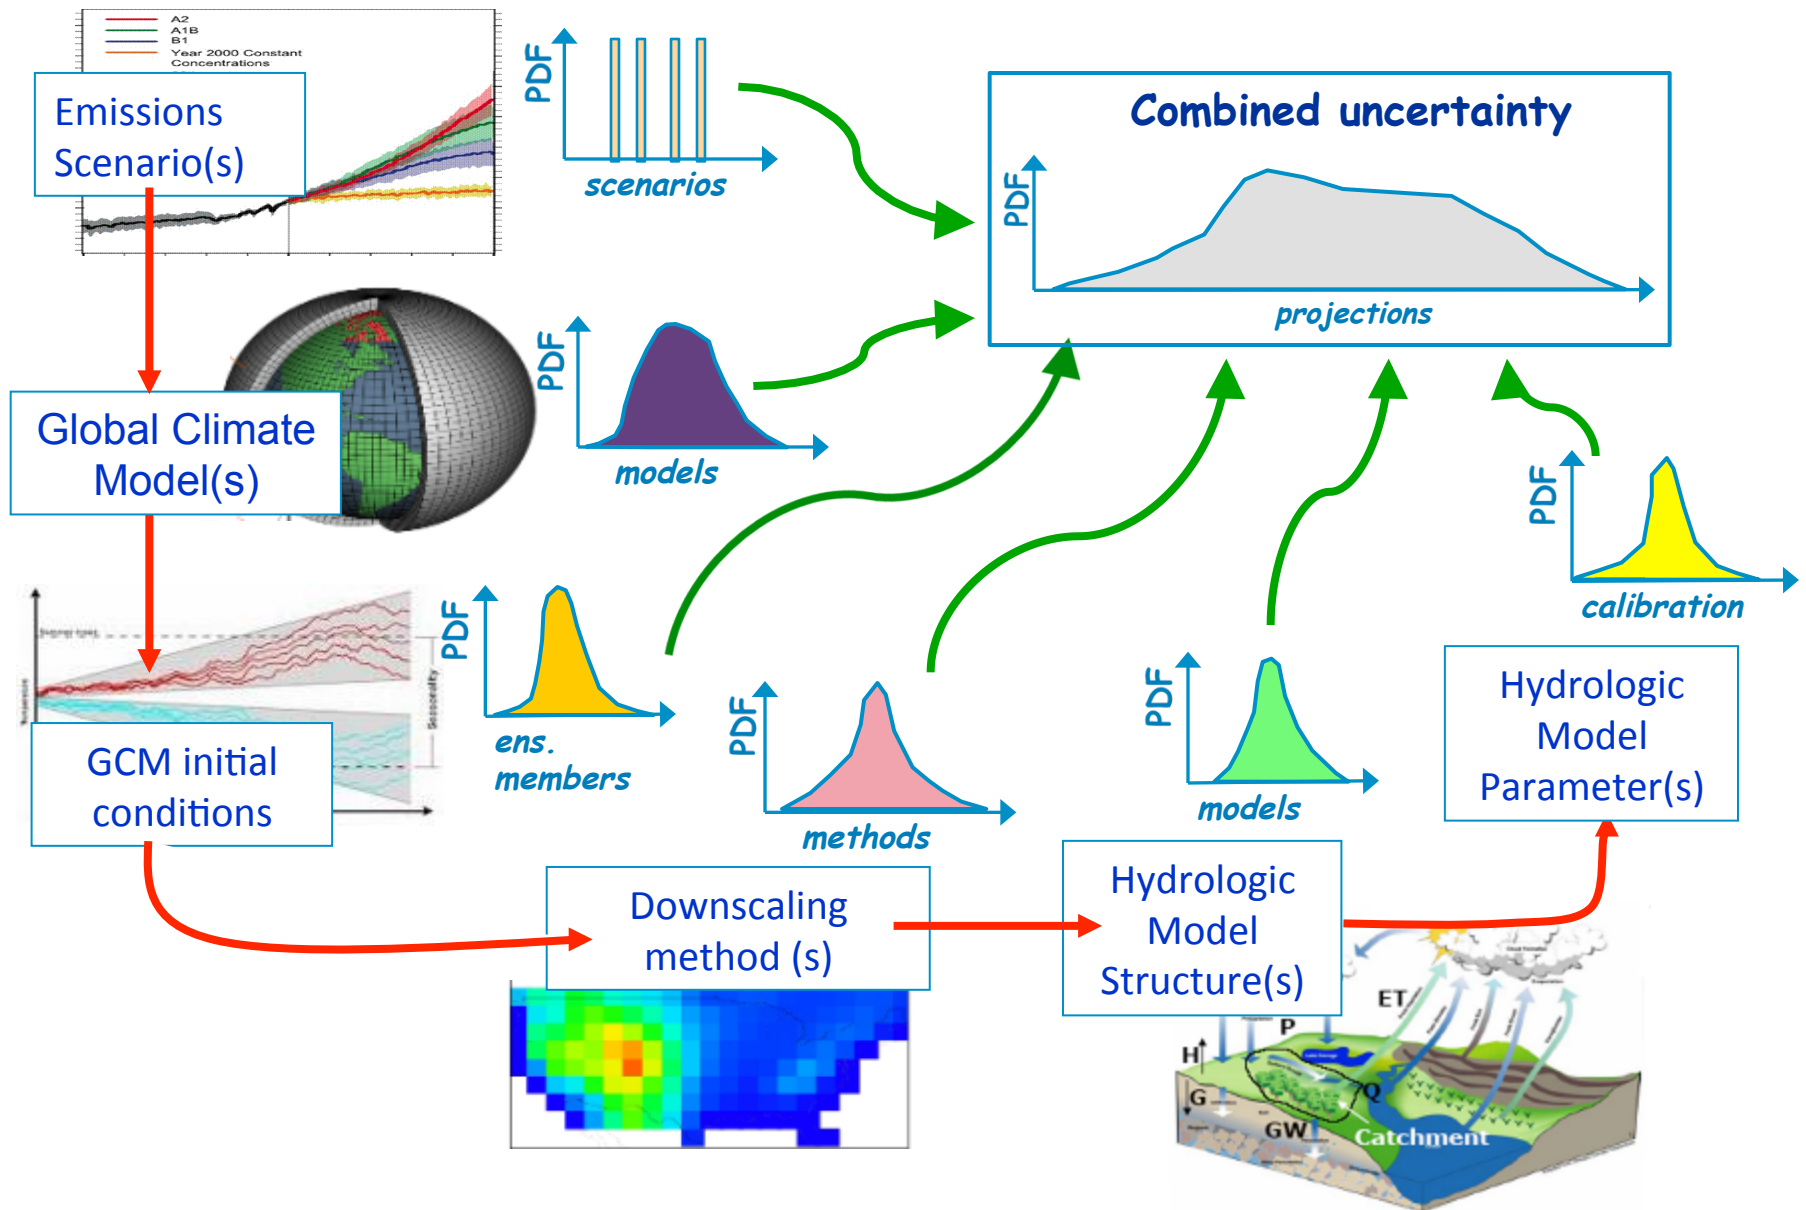 A2
A1B
B1
Year 2000 Constant
Concentrations
Emissions
Scenario(s)
PDF
scenarios
Combined uncertainty
PDF
projections
Global Climate
Model(s)
PDF
models
PDF
calibration
Seasonality
GCM initial
conditions
PDF
ens.
members
PDF
methods
PDF
models
Hydrologic
Model
Parameter(s)
Downscaling
method (s)
Hydrologic
Model
Structure(s)
ET
P
H
G
Q
GW
Catchment